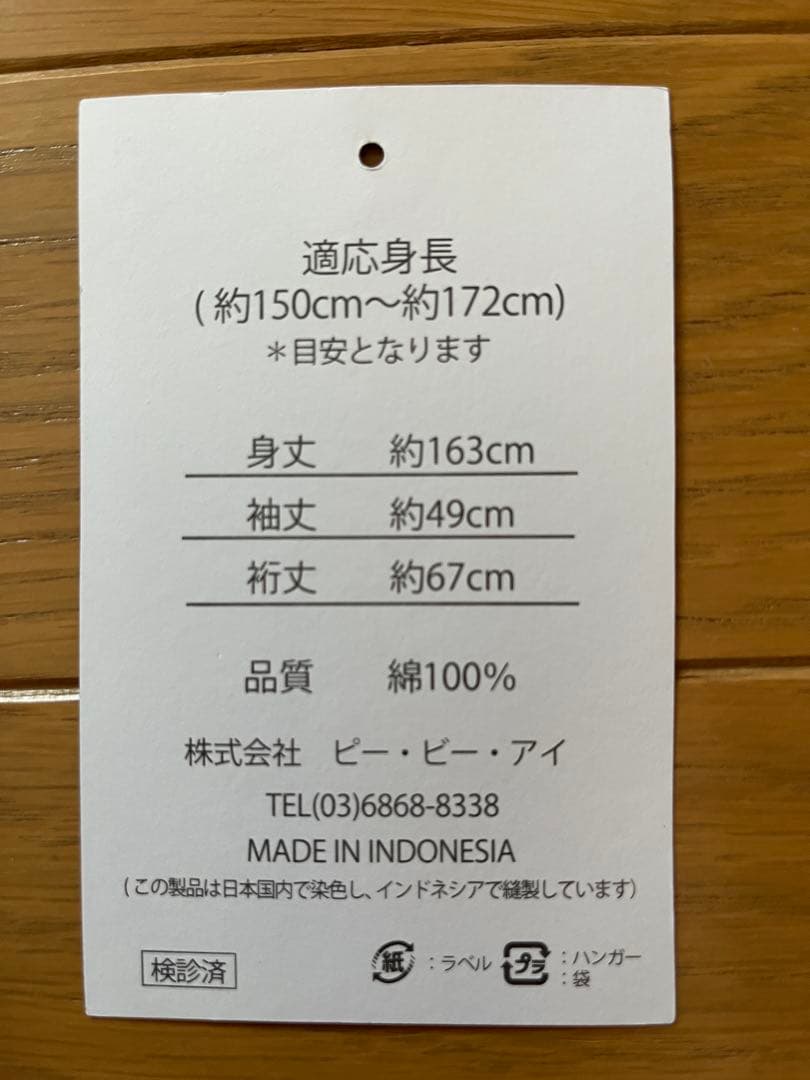 適応身長
( 約150cm〜約172cm)
＊目安となります
身丈 約163cm
袖丈 約49cm
裄丈 約67cm
品質 綿100%
株式会社 ピー・ビー・アイ
TEL(03)6868-8338
MADE IN INDONESIA
( この製品は日本国内で染色し、インドネシアで縫製しています)
検診済
紙 : ラベル プラ : ハンガー
: 袋